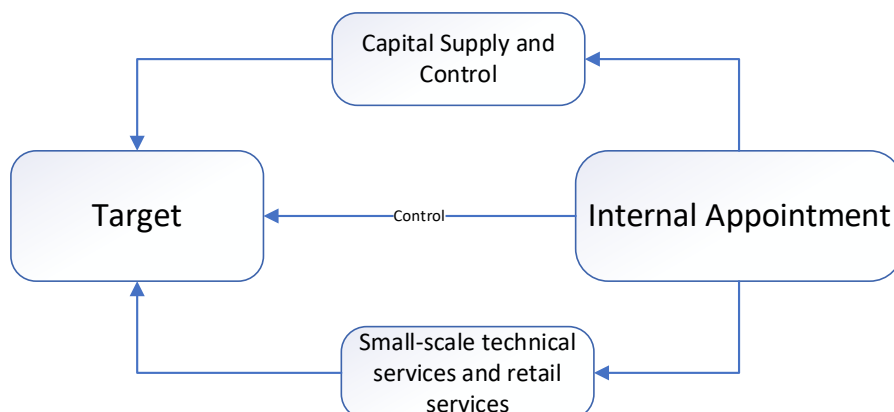 Capital Supply and
Control
Target
Control
Internal Appointment
Small-scale technical
services and retail
services